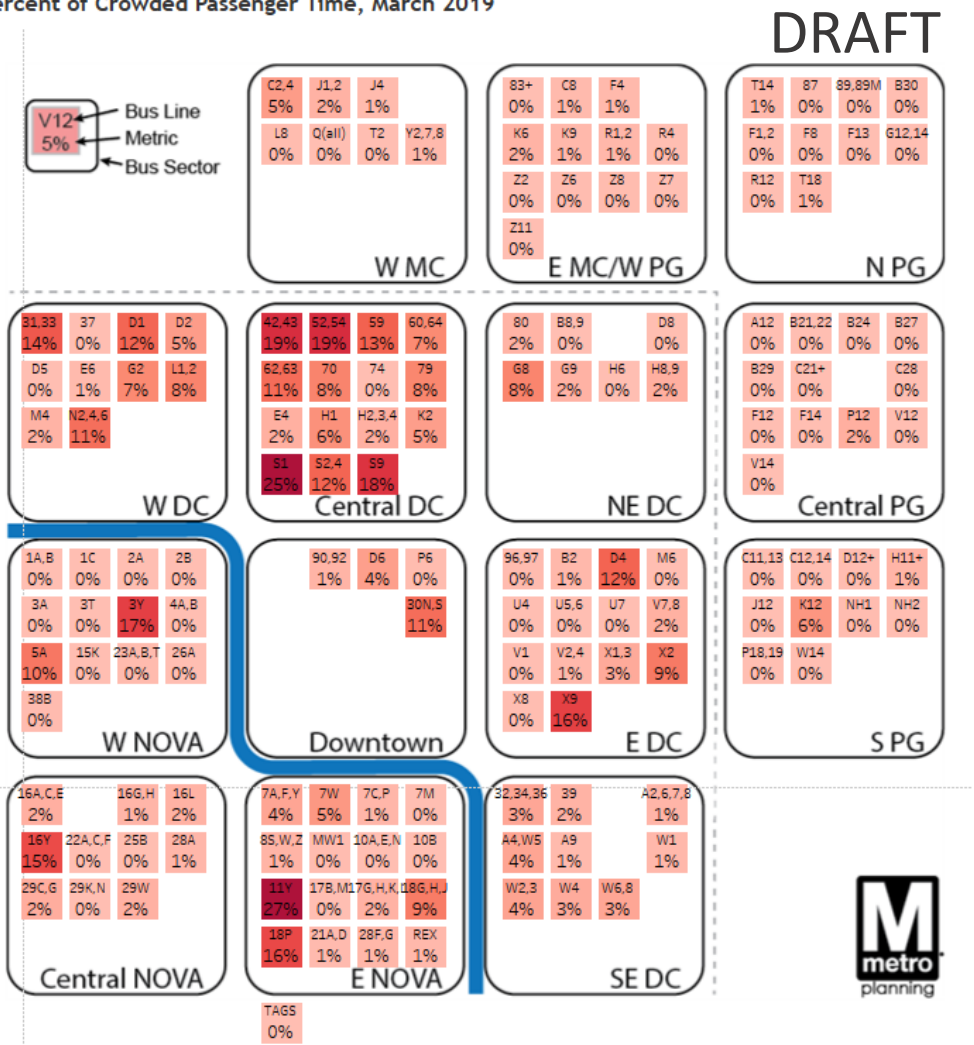 ercent of Crowded Passenger Time, March 2019
DRAFT
V12
5%
Bus Line
Metric
Bus Sector
C2,4 J1,2 J4
5% 2% 1%
L8 Q(all) T2 Y2,7,8
0% 0% 0% 1%
W MC
83+ C8 F4
0% 1% 1%
K6 K9 R1,2 R4
2% 1% 1% 0%
Z2 Z6 Z8 Z7
0% 0% 0% 0%
Z11
0%
E MC/W PG
T14 87 89,89M B30
1% 0% 0% 0%
F1,2 F8 F13 G12,14
0% 0% 0% 0%
R12 T18
0% 1%
N PG
31,33 37 D1 D2
14% 0% 12% 5%
D5 E6 G2 L1,2
0% 1% 7% 8%
M4 N2,4,6
2% 11%
W DC
42,43 52,54 59 60,64
19% 19% 13% 7%
62,63 70 74 79
11% 8% 0% 8%
E4 H1 H2,3,4 K2
2% 6% 2% 5%
S1 S2,4 S9
25% 12% 18%
Central DC
80 B8,9 D8
2% 0% 0%
G8 G9 H6 H8,9
8% 2% 0% 2%
NE DC
A12 B21,22 B24 B27
0% 0% 0% 0%
B29 C21+ C28
0% 0% 0%
F12 F14 P12 V12
0% 0% 2% 0%
V14
0%
Central PG
1A,B 1C 2A 2B
0% 0% 0% 0%
3A 3T 3Y 4A,B
0% 0% 17% 0%
5A 15K 23A,B,T 26A
10% 0% 0% 0%
38B
0%
W NOVA
90,92 D6 P6
1% 4% 0%
30N,S
11%
Downtown
96,97 B2 D4 M6
0% 1% 12% 0%
U4 U5,6 U7 V7,8
0% 0% 0% 2%
V1 V2,4 X1,3 X2
0% 1% 3% 9%
X8 X9
0% 16%
E DC
C11,13 C12,14 D12+ H11+
0% 0% 0% 1%
J12 K12 NH1 NH2
0% 6% 0% 0%
P18,19 W14
0% 0%
S PG
16A,C,E 16G,H 16L
2% 1% 2%
16Y 22A,C,F 25B 28A
15% 0% 0% 1%
29C,G 29K,N 29W
2% 0% 2%
Central NOVA
7A,F,Y 7W 7C,P 7M
4% 5% 1% 0%
8S,W,Z MW1 10A,E,N 10B
1% 0% 0% 0%
11Y 17B,M 17G,H,K, 18G,H,J
27% 0% 2% 9%
18P 21A,D 28F,G REX
16% 1% 1% 1%
E NOVA
32,34,36 39 A2,6,7,8
3% 2% 1%
A4,W5 A9 W1
4% 1% 1%
W2,3 W4 W6,8
4% 3% 3%
SE DC
TAGS
0%
M
metro
planning